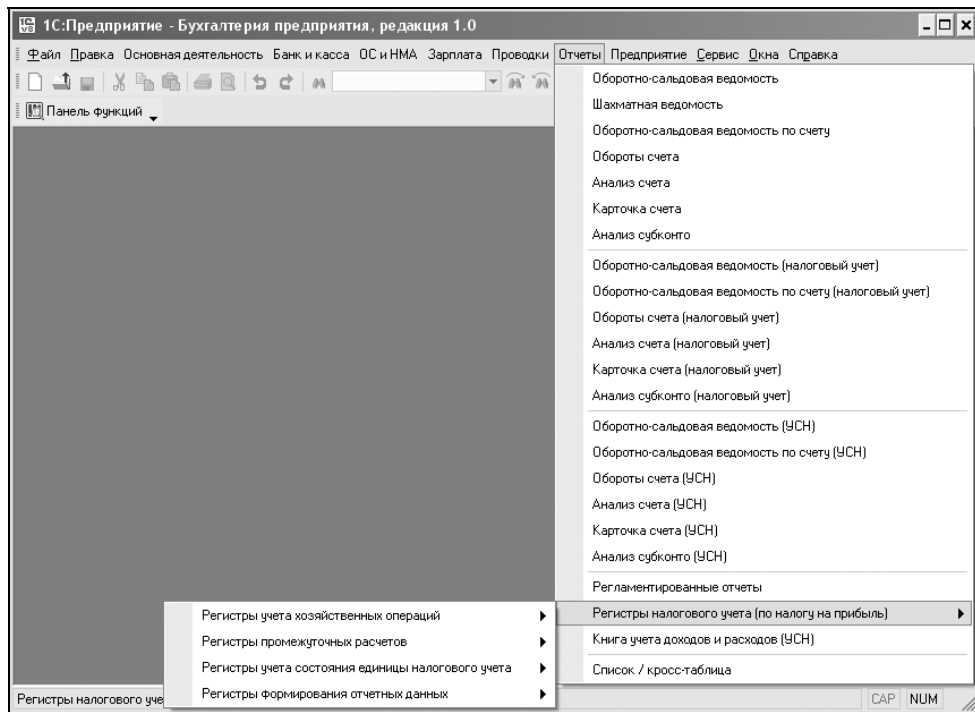 1С:Предприятие - Бухгалтерия предприятия, редакция 1.0
Файл Правка Основная деятельность Банк и касса ОС и НМА Зарплата Проводки Отчеты Предприятие Сервис Окна Справка
Панель функций
Оборотно-сальдовая ведомость
Шахматная ведомость
Оборотно-сальдовая ведомость по счету
Обороты счета
Анализ счета
Карточка счета
Анализ субконто
Оборотно-сальдовая ведомость (налоговый учет)
Оборотно-сальдовая ведомость по счету (налоговый учет)
Обороты счета (налоговый учет)
Анализ счета (налоговый учет)
Карточка счета (налоговый учет)
Анализ субконто (налоговый учет)
Оборотно-сальдовая ведомость (УСН)
Оборотно-сальдовая ведомость по счету (УСН)
Обороты счета (УСН)
Анализ счета (УСН)
Карточка счета (УСН)
Анализ субконто (УСН)
Регламентированные отчеты
Регистры налогового учета (по налогу на прибыль)
Книга учета доходов и расходов (УСН)
Список / кросс-таблица
Регистры учета хозяйственных операций
Регистры промежуточных расчетов
Регистры учета состояния единицы налогового учета
Регистры формирования отчетных данных
Регистры налогового уче
CAP NUM